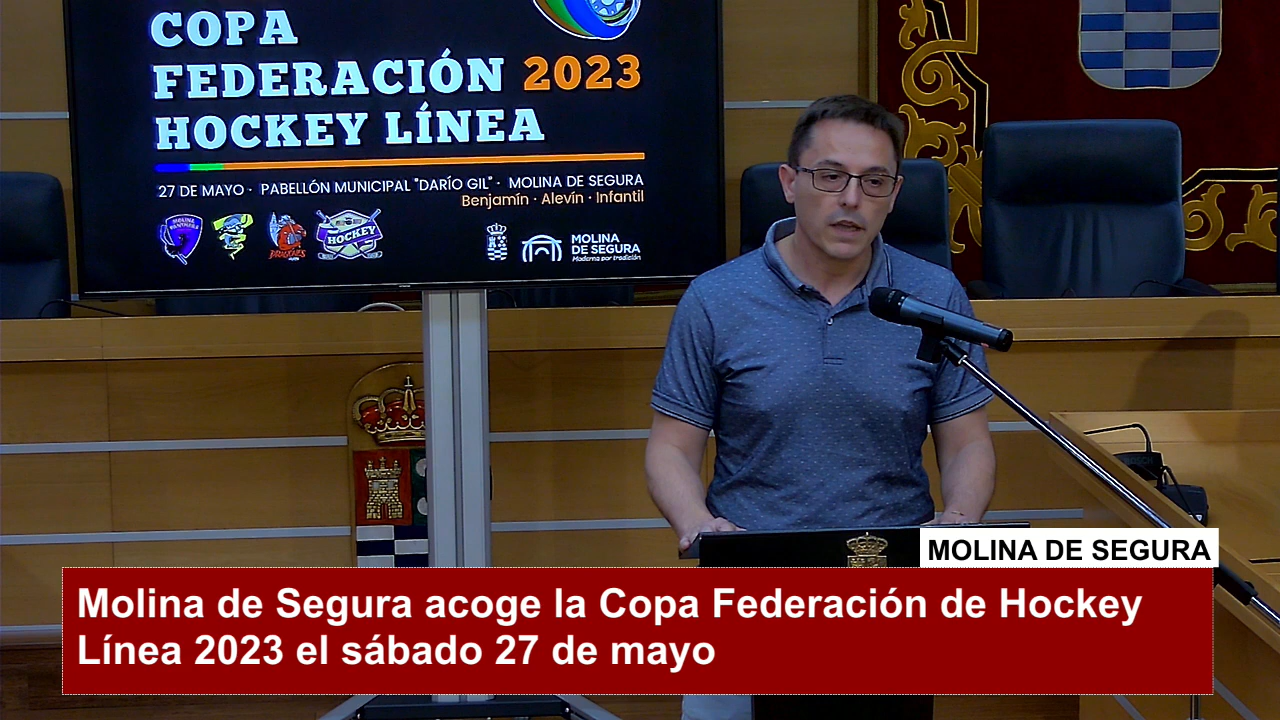 COPA
FEDERACIÓN 2023
HOCKEY LÍNEA
27 DE MAYO · PABELLÓN MUNICIPAL "DARÍO GIL" · MOLINA DE SEGURA
Benjamín · Alevín · Infantil
HOCKEY
MOLINA
DE SEGURA
Moderna por tradición
MOLINA DE SEGURA
Molina de Segura acoge la Copa Federación de Hockey
Línea 2023 el sábado 27 de mayo